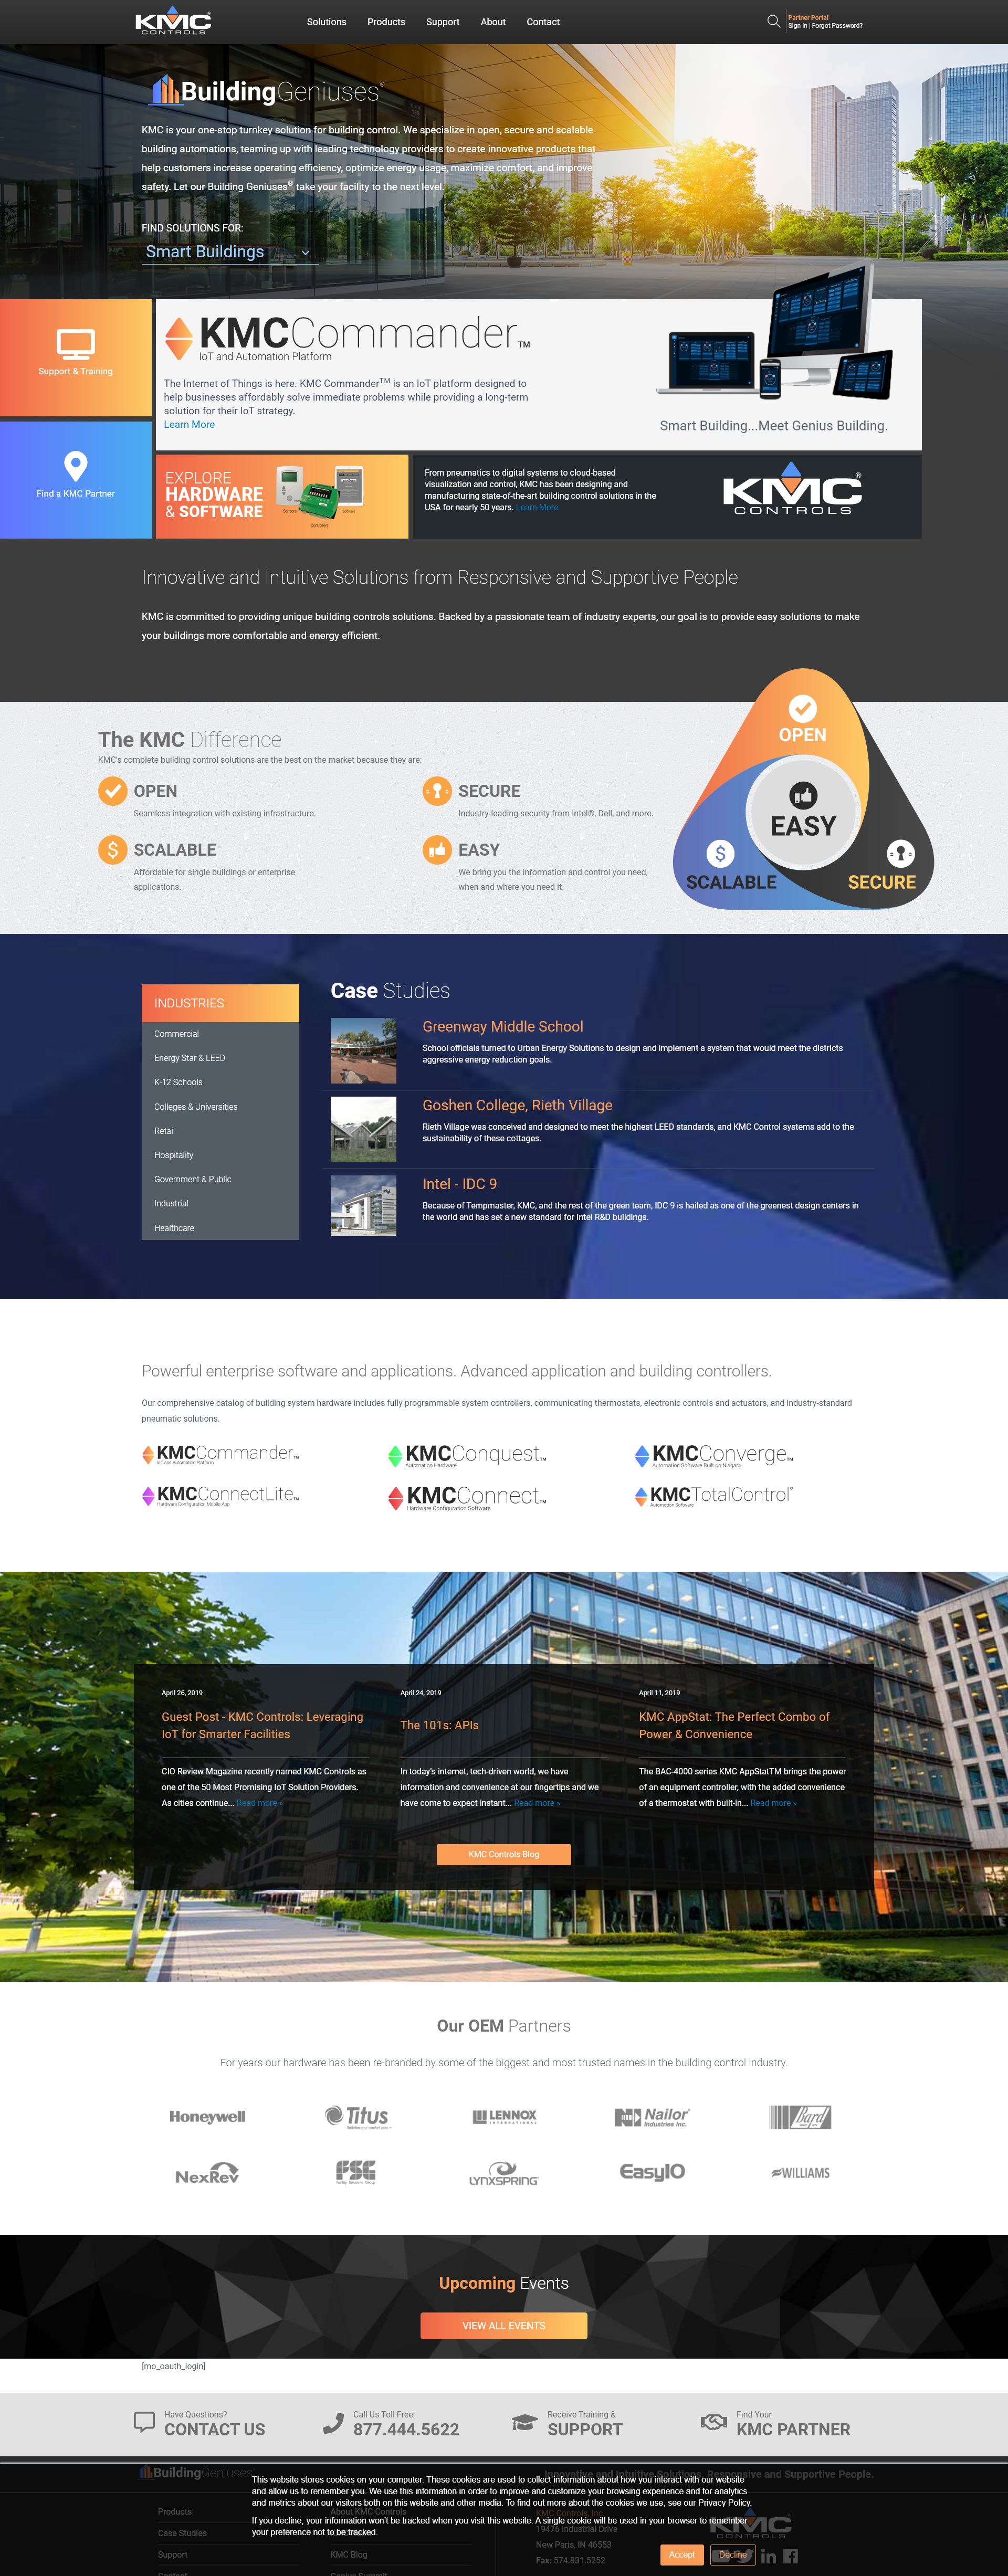 KMC CONTROLS
Solutions Products Support About Contact
Partner Portal
Sign In | Forgot Password?
BuildingGeniuses®
KMC is your one-stop turnkey solution for building control. We specialize in open, secure and scalable
building automations, teaming up with leading technology providers to create innovative products that
help customers increase operating efficiency, optimize energy usage, maximize comfort, and improve
safety. Let our Building Geniuses® take your facility to the next level.
FIND SOLUTIONS FOR:
Smart Buildings
Support & Training
Find a KMC Partner
KMCCommander™
IoT and Automation Platform
The Internet of Things is here. KMC Commander™ is an IoT platform designed to
help businesses affordably solve immediate problems while providing a long-term
solution for their IoT strategy.
Learn More
Smart Building...Meet Genius Building.
EXPLORE
HARDWARE
& SOFTWARE
Sensors
Controllers
Software
From pneumatics to digital systems to cloud-based
visualization and control, KMC has been designing and
manufacturing state-of-the-art building control solutions in the
USA for nearly 50 years. Learn More
KMC®
CONTROLS
Innovative and Intuitive Solutions from Responsive and Supportive People
KMC is committed to providing unique building controls solutions. Backed by a passionate team of industry experts, our goal is to provide easy solutions to make
your buildings more comfortable and energy efficient.
The KMC Difference
KMC's complete building control solutions are the best on the market because they are:
OPEN
Seamless integration with existing infrastructure.
SECURE
Industry-leading security from Intel®, Dell, and more.
SCALABLE
Affordable for single buildings or enterprise
applications.
EASY
We bring you the information and control you need,
when and where you need it.
OPEN
EASY
SCALABLE
SECURE
INDUSTRIES
Commercial
Energy Star & LEED
K-12 Schools
Colleges & Universities
Retail
Hospitality
Government & Public
Industrial
Healthcare
Case Studies
Greenway Middle School
School officials turned to Urban Energy Solutions to design and implement a system that would meet the districts
aggressive energy reduction goals.
Goshen College, Rieth Village
Rieth Village was conceived and designed to meet the highest LEED standards, and KMC Control systems add to the
sustainability of these cottages.
Intel - IDC 9
Because of Tempmaster, KMC, and the rest of the green team, IDC 9 is hailed as one of the greenest design centers in
the world and has set a new standard for Intel R&D buildings.
Powerful enterprise software and applications. Advanced application and building controllers.
Our comprehensive catalog of building system hardware includes fully programmable system controllers, communicating thermostats, electronic controls and actuators, and industry-standard
pneumatic solutions.
KMCCommander™
IoT and Automation Platform
KMCConquest™
Automation Hardware
KMCConverge™
Automation Software Built on Niagara
KMCConnectLite™
Hardware Configuration Mobile App
KMCConnect™
Hardware Configuration Software
KMCTotalControl®
Automation Software
April 26, 2019
Guest Post - KMC Controls: Leveraging
IoT for Smarter Facilities
CIO Review Magazine recently named KMC Controls as
one of the 50 Most Promising IoT Solution Providers.
As cities continue... Read more »
April 24, 2019
The 101s: APIs
In today's internet, tech-driven world, we have
information and convenience at our fingertips and we
have come to expect instant... Read more »
April 11, 2019
KMC AppStat: The Perfect Combo of
Power & Convenience
The BAC-4000 series KMC AppStatTM brings the power
of an equipment controller, with the added convenience
of a thermostat with built-in... Read more »
KMC Controls Blog
Our OEM Partners
For years our hardware has been re-branded by some of the biggest and most trusted names in the building control industry.
Honeywell
Titus
LENNOX
INTERNATIONAL
Nailor
Industries Inc.
Bard
NexRev
FSG
LYNXSPRING
EasyIO
WILLIAMS
Upcoming Events
VIEW ALL EVENTS
[mo_oauth_login]
Have Questions?
CONTACT US
Call Us Toll Free:
877.444.5622
Receive Training &
SUPPORT
Find Your
KMC PARTNER
BuildingGeniuses
Innovative and Intuitive Solutions. Responsive and Supportive People.
This website stores cookies on your computer. These cookies are used to collect information about how you interact with our website
and allow us to remember you. We use this information in order to improve and customize your browsing experience and for analytics
and metrics about our visitors both on this website and other media. To find out more about the cookies we use, see our Privacy Policy.
If you decline, your information won't be tracked when you visit this website. A single cookie will be used in your browser to remember
your preference not to be tracked.
Accept
Decline
Products
Case Studies
Support
Contact
About KMC Controls
KMC Blog
Genius Summit
KMC Controls, Inc.
19476 Industrial Drive
New Paris, IN 46553
Fax: 574.831.5252
KMC
CONTROLS